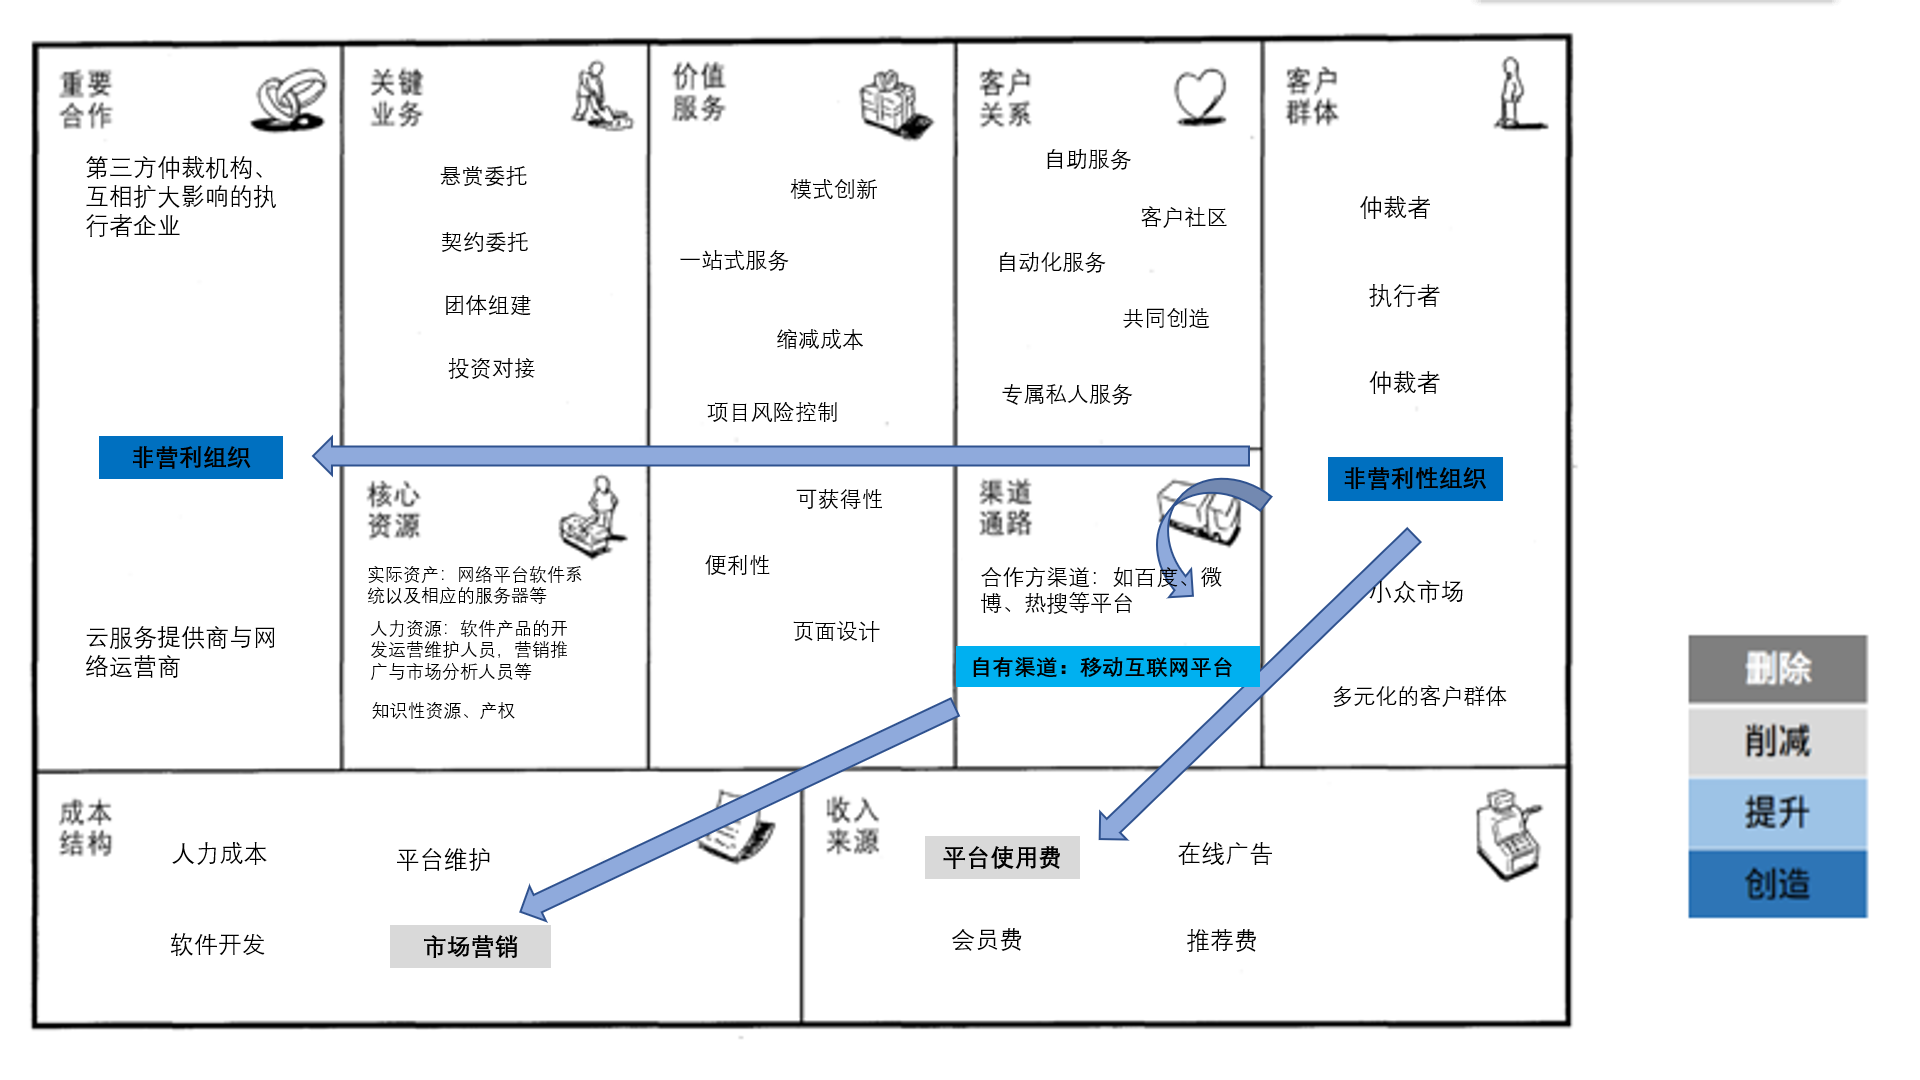 重要
合作
第三方仲裁机构、
互相扩大影响的执
行者企业
非营利组织
云服务提供商与网
络运营商
关键
业务
悬赏委托
契约委托
团体组建
投资对接
核心
资源
实际资产：网络平台软件系
统以及相应的服务器等
人力资源：软件产品的开
发运营维护人员，营销推
广与市场分析人员等
知识性资源、产权
价值
服务
模式创新
一站式服务
缩减成本
项目风险控制
可获得性
便利性
页面设计
客户
关系
自助服务
客户社区
自动化服务
共同创造
专属私人服务
渠道
通路
合作方渠道：如百度、微
博、热搜等平台
自有渠道：移动互联网平台
客户
群体
仲裁者
执行者
仲裁者
非营利性组织
小众市场
多元化的客户群体
成本
结构
人力成本
平台维护
软件开发
市场营销
收入
来源
平台使用费
在线广告
会员费
推荐费
删除
削减
提升
创造